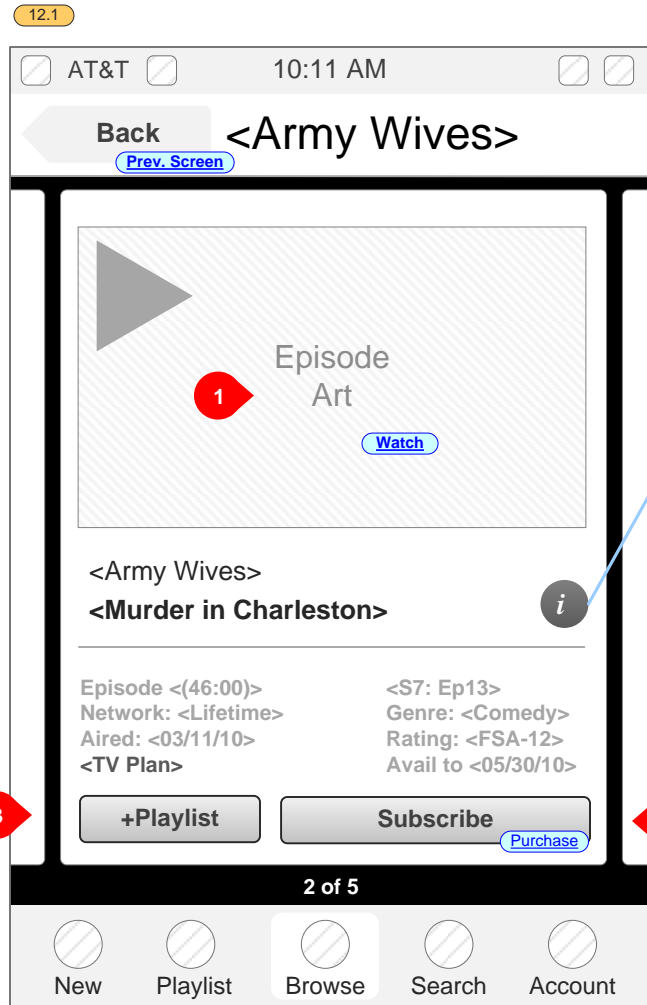 12.1
AT&T 10:11 AM
Back <Army Wives>
Prev. Screen
Episode
Art
1
Watch
<Army Wives>
<Murder in Charleston>
i
Episode <(46:00)> <S7: Ep13>
Network: <Lifetime> Genre: <Comedy>
Aired: <03/11/10> Rating: <FSA-12>
<TV Plan> Avail to <05/30/10>
+Playlist Subscribe
Purchase
2 of 5
New Playlist Browse Search Account